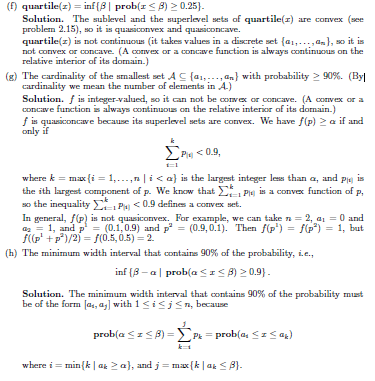 (f) quartile(x) = inf{β | prob(x ≤ β) ≥ 0.25}.
Solution. The sublevel and the superlevel sets of quartile(x) are convex (see
problem 2.15), so it is quasiconvex and quasiconcave.
quartile(x) is not continuous (it takes values in a discrete set {a₁, . . . , aₙ}, so it is
not convex or concave. (A convex or a concave function is always continuous on the
relative interior of its domain.)
(g) The cardinality of the smallest set A ⊆ {a₁, . . . , aₙ} with probability ≥ 90%. (By
cardinality we mean the number of elements in A.)
Solution. f is integer-valued, so it can not be convex or concave. (A convex or a
concave function is always continuous on the relative interior of its domain.)
f is quasiconcave because its superlevel sets are convex. We have f(p) ≥ α if and
only if
∑ᵢ₌₁ᵏ p[i] < 0.9,
where k = max{i = 1, . . . , n | i < α} is the largest integer less than α, and p[i] is
the ith largest component of p. We know that ∑ᵢ₌₁ᵏ p[i] is a convex function of p,
so the inequality ∑ᵢ₌₁ᵏ p[i] < 0.9 defines a convex set.
In general, f(p) is not quasiconvex. For example, we can take n = 2, a₁ = 0 and
a₂ = 1, and p¹ = (0.1, 0.9) and p² = (0.9, 0.1). Then f(p¹) = f(p²) = 1, but
f((p¹ + p²)/2) = f(0.5, 0.5) = 2.
(h) The minimum width interval that contains 90% of the probability, i.e.,
inf {β − α | prob(α ≤ x ≤ β) ≥ 0.9} .
Solution. The minimum width interval that contains 90% of the probability must
be of the form [aᵢ, aⱼ] with 1 ≤ i ≤ j ≤ n, because
prob(α ≤ x ≤ β) = ∑ₖ₌ᵢʲ pₖ = prob(aᵢ ≤ x ≤ aₖ)
where i = min{k | aₖ ≥ α}, and j = max{k | aₖ ≤ β}.